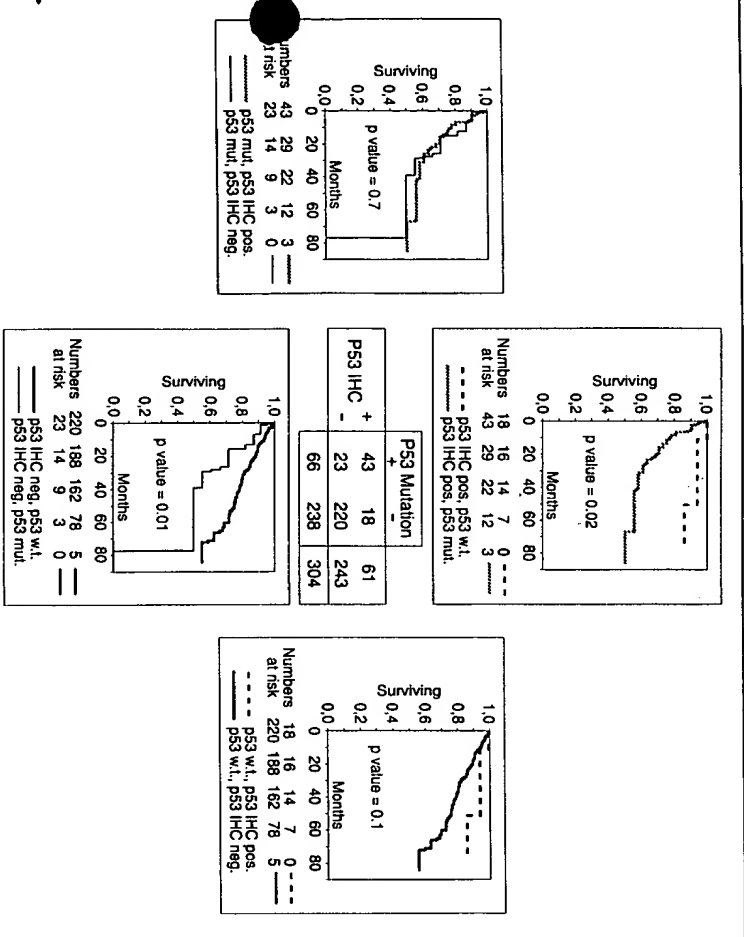 1,0
0,8
0,6
0,4
0,2
0,0
Surviving
p value = 0.02
Months
0 20 40 60 80
Numbers 18 16 14 7 0
at risk 43 29 22 12 3
p53 IHC pos, p53 w.t.
p53 IHC pos, p53 mut.
1,0
0,8
0,6
0,4
0,2
0,0
Surviving
p value = 0.7
Months
0 20 40 60 80
umbers 43 29 22 12 3
t risk 23 14 9 3 0
p53 mut, p53 IHC pos.
p53 mut, p53 IHC neg.
P53 Mutation
+ -
P53 IHC + 43 18 61
- 23 220 243
66 238 304
1,0
0,8
0,6
0,4
0,2
0,0
Surviving
p value = 0.1
Months
0 20 40 60 80
Numbers 18 16 14 7 0
at risk 220 188 162 78 5
p53 w.t., p53 IHC pos.
p53 w.t., p53 IHC neg.
1,0
0,8
0,6
0,4
0,2
0,0
Surviving
p value = 0.01
Months
0 20 40 60 80
Numbers 220 188 162 78 5
at risk 23 14 9 3 0
p53 IHC neg, p53 w.t.
p53 IHC neg, p53 mut.